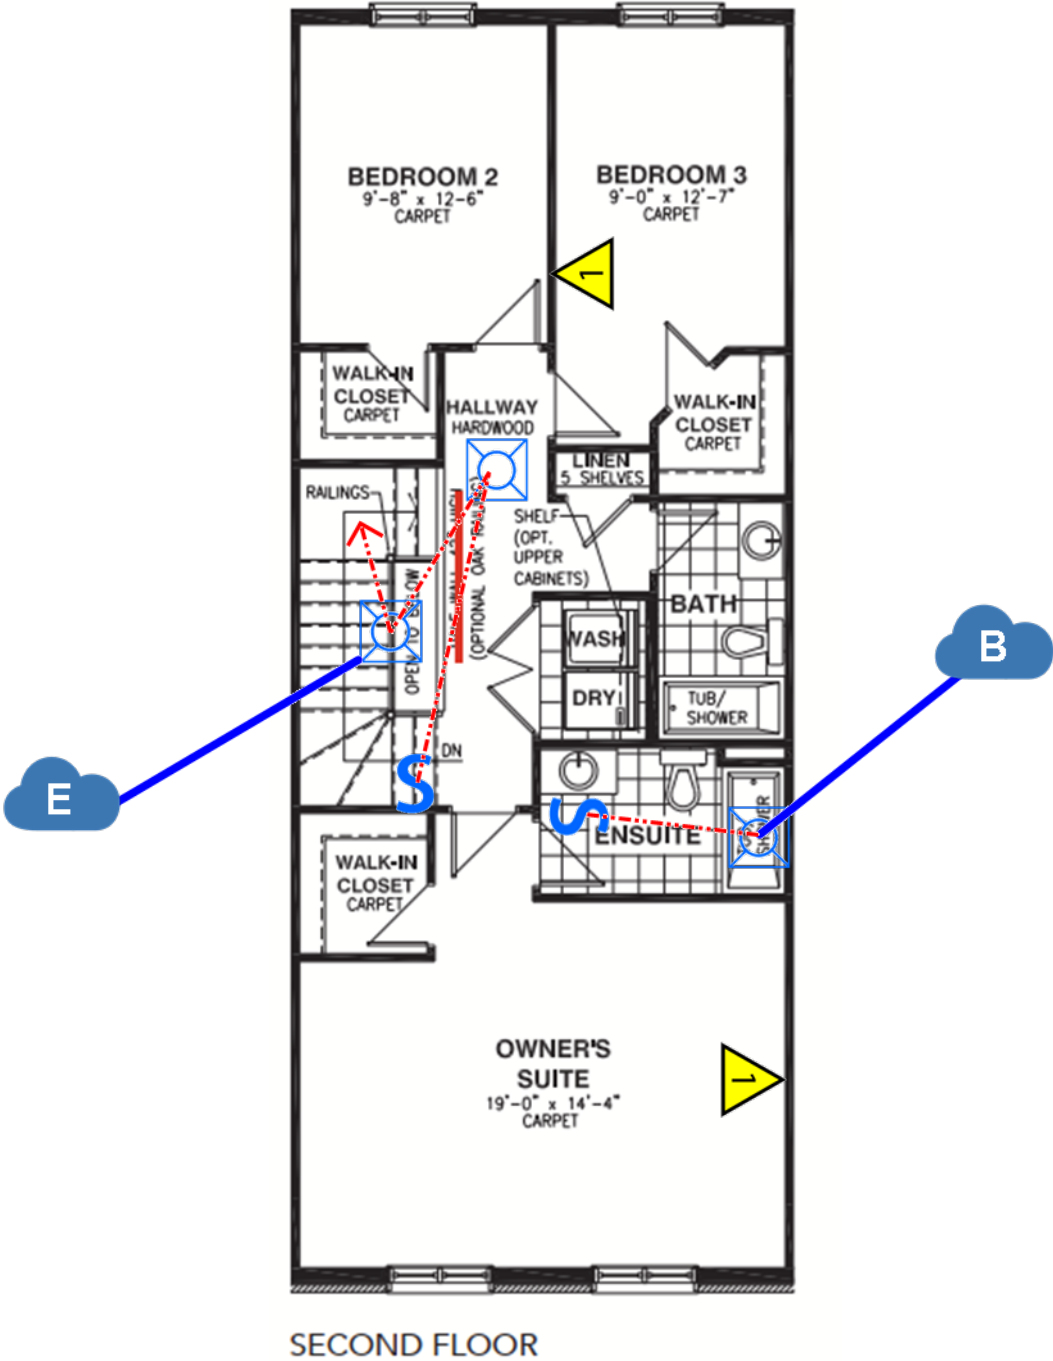 BEDROOM 2
9'-8" x 12-6"
CARPET
BEDROOM 3
9'-0" x 12'-7"
CARPET
1
WALK-IN
CLOSET
CARPET
HALLWAY
HARDWOOD
WALK-IN
CLOSET
CARPET
LINEN
5 SHELVES
RAILINGS
SHELF
(OPT.
UPPER
CABINETS)
(OPTIONAL OAK RAILING)
OPEN TO BELOW
BATH
WASH
DRY
TUB/
SHOWER
B
E
DN
S
S
ENSUITE
SHOWER
WALK-IN
CLOSET
CARPET
OWNER'S
SUITE
19'-0" x 14'-4"
CARPET
1
SECOND FLOOR